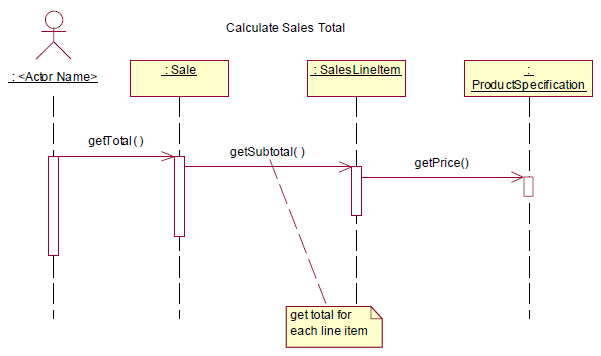 Calculate Sales Total
: <Actor Name>
: Sale
: SalesLineItem
:
ProductSpecification
getTotal( )
getSubtotal( )
getPrice()
get total for
each line item